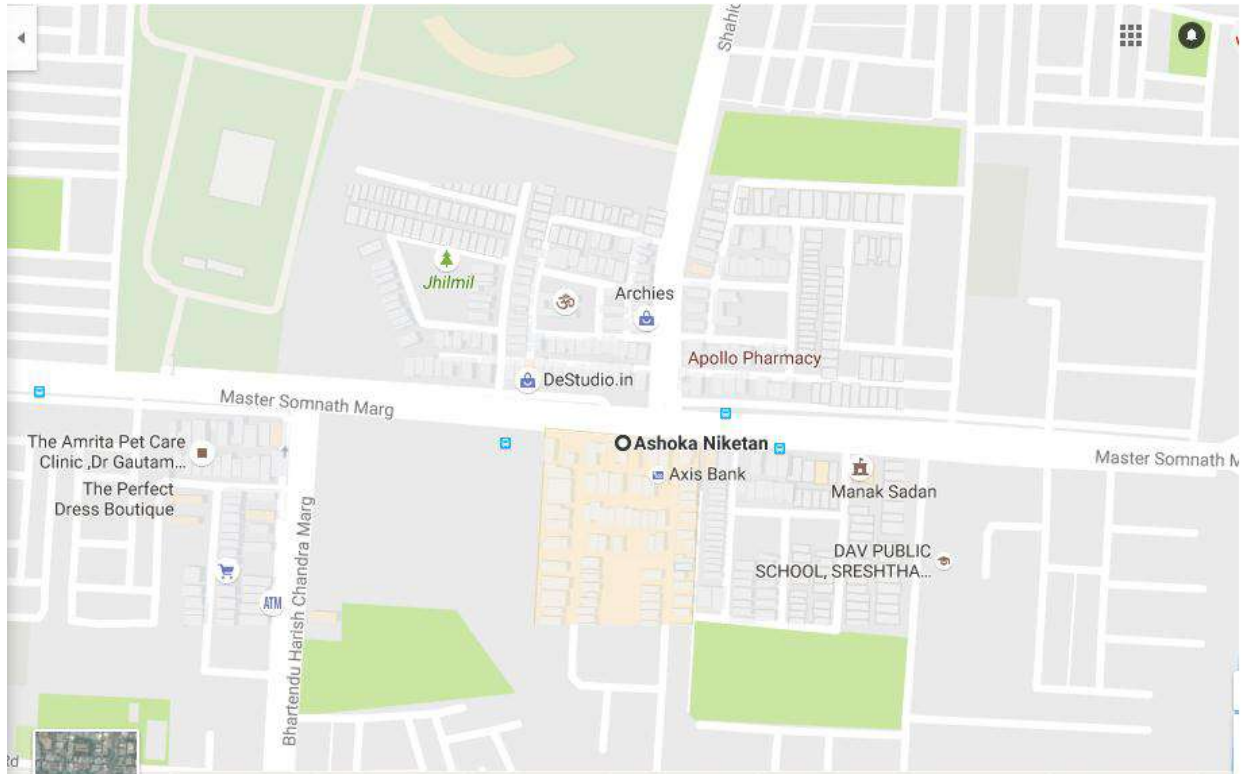 Shahid
Jhilmil
Archies
Apollo Pharmacy
DeStudio.in
Master Somnath Marg
Ashoka Niketan
The Amrita Pet Care
Clinic ,Dr Gautam...
Axis Bank
Master Somnath M
Manak Sadan
The Perfect
Dress Boutique
DAV PUBLIC
SCHOOL, SRESHTHA...
ATM
Bhartendu Harish Chandra Marg
Rd